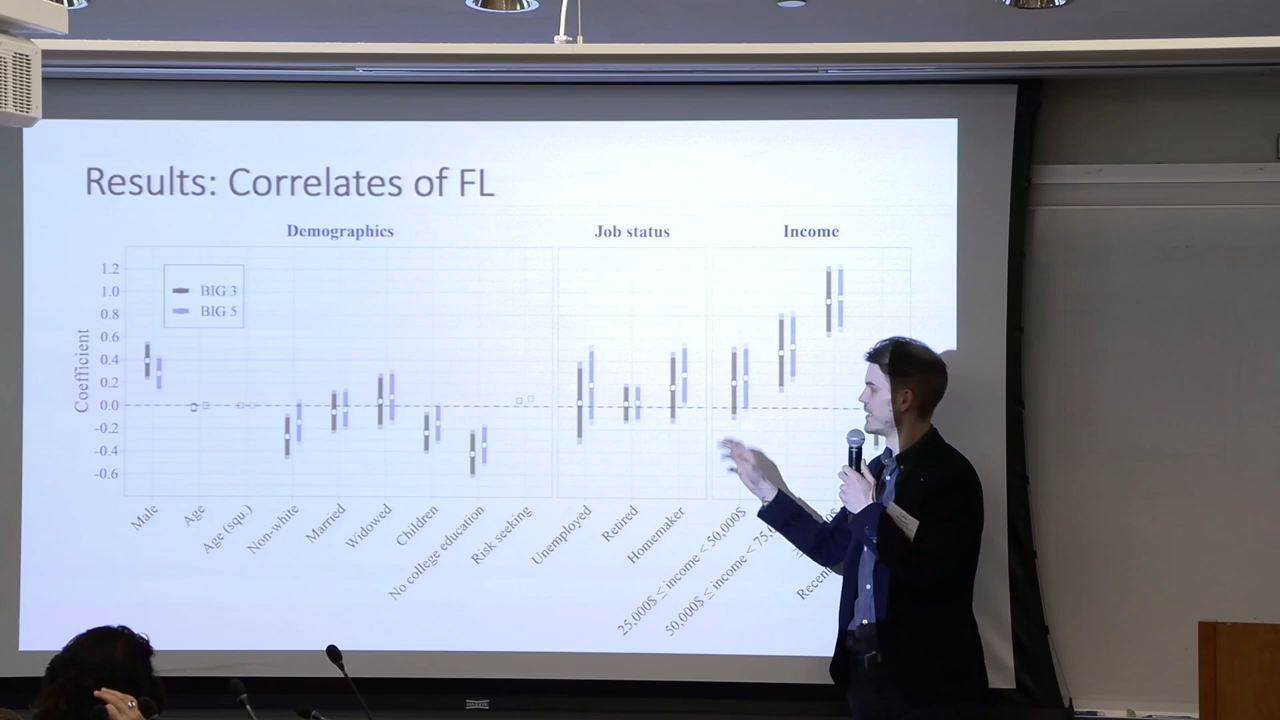 Results: Correlates of FL
Demographics
Job status
Income
BIG 3
BIG 5
Coefficient
1.2
1.0
0.8
0.6
0.4
0.2
0.0
-0.2
-0.4
-0.6
Male
Age
Age (squ.)
Non-white
Married
Widowed
Children
No college education
Risk seeking
Unemployed
Retired
Homemaker
25,000$ ≤ income < 50,000$
50,000$ ≤ income < 75,0